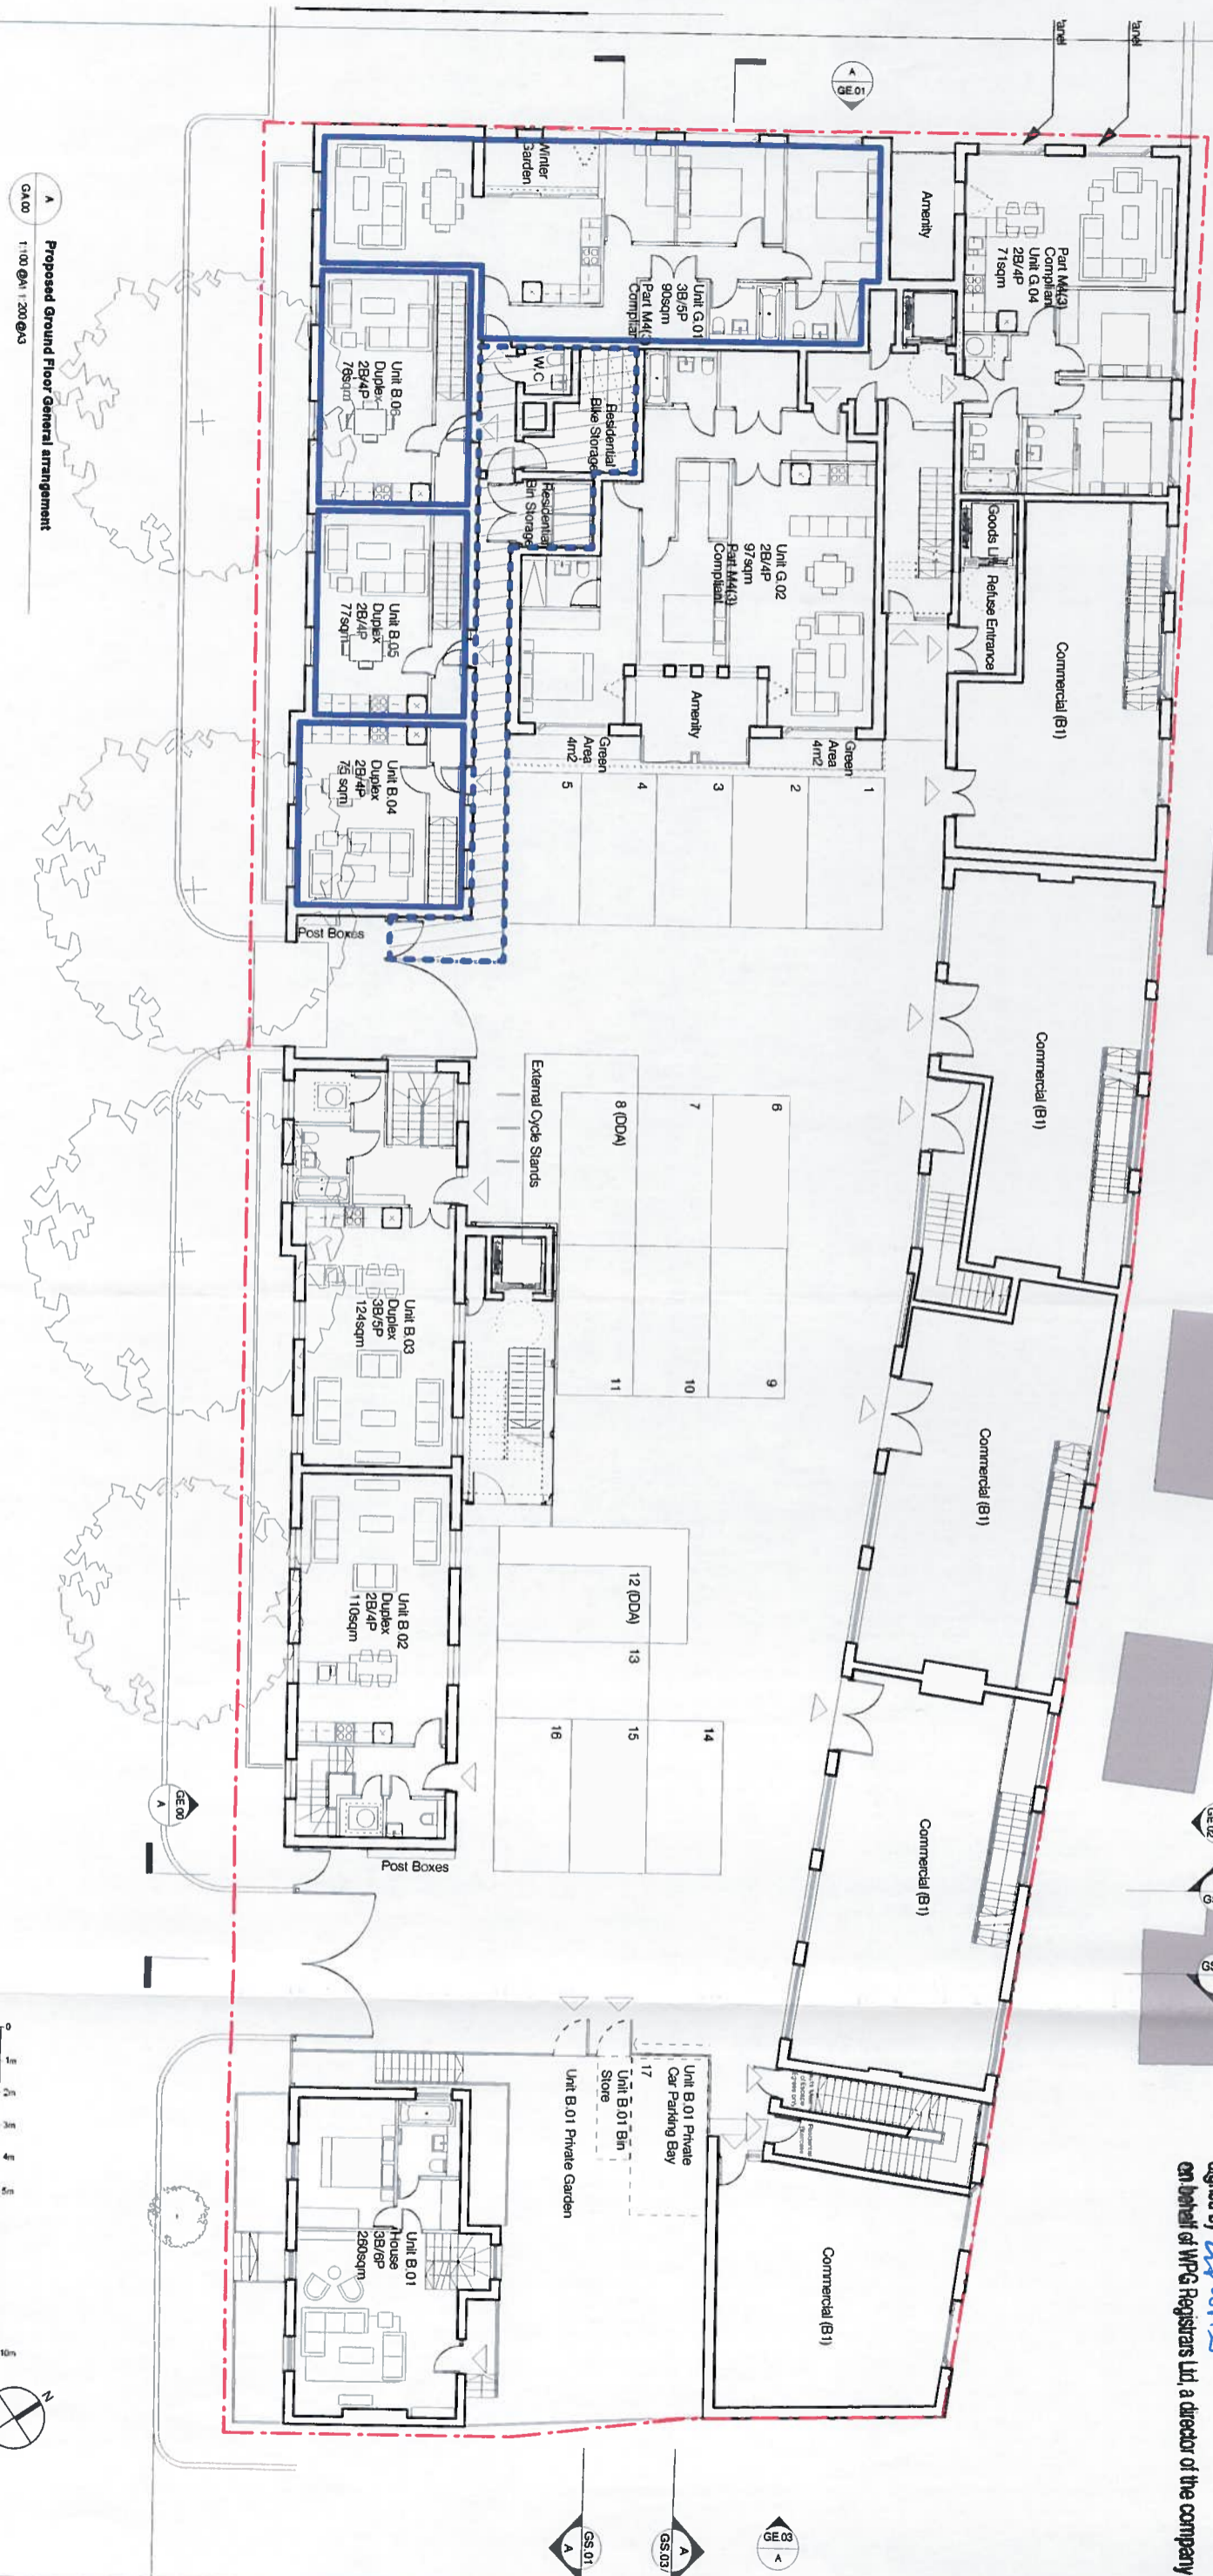 A
GA.00
Proposed Ground Floor General arrangement
1:100 @A1 1:200@A3
A
GE.01
Winter
Garden
Unit G.01
3B/5P
90sqm
Part M4(3)
Compliant
Amenity
Part M4(3)
Compliant
Unit G.04
2B/4P
71sqm
Unit B.06
Duplex
2B/4P
76sqm
W.C
Residential
Bike Storage
Residential
Bin Storage
Unit G.02
2B/4P
97sqm
Part M4(3)
Compliant
Goods Lift
Refuse Entrance
Commercial (B1)
Unit B.05
Duplex
2B/4P
77sqm
Amenity
Green
Area
4m2
Green
Area
4m2
Unit B.04
Duplex
2B/4P
75 sqm
Post Boxes
1
2
3
4
5
Commercial (B1)
External Cycle Stands
6
7
8 (DDA)
9
10
11
Unit B.03
Duplex
3B/5P
124sqm
Commercial (B1)
Unit B.02
Duplex
2B/4P
110sqm
12 (DDA)
13
14
15
16
Post Boxes
Commercial (B1)
GE.00
A
17
Unit B.01 Private
Car Parking Bay
Unit B.01 Bin
Store
Unit B.01 Private Garden
Unit B.01
House
3B/6P
260sqm
Commercial (B1)
GS.01
A
A
GS.03/
GE.03
A
0
1m
2m
3m
4m
5m
10m
N
on behalf of WPG Registrars Ltd, a director of the company